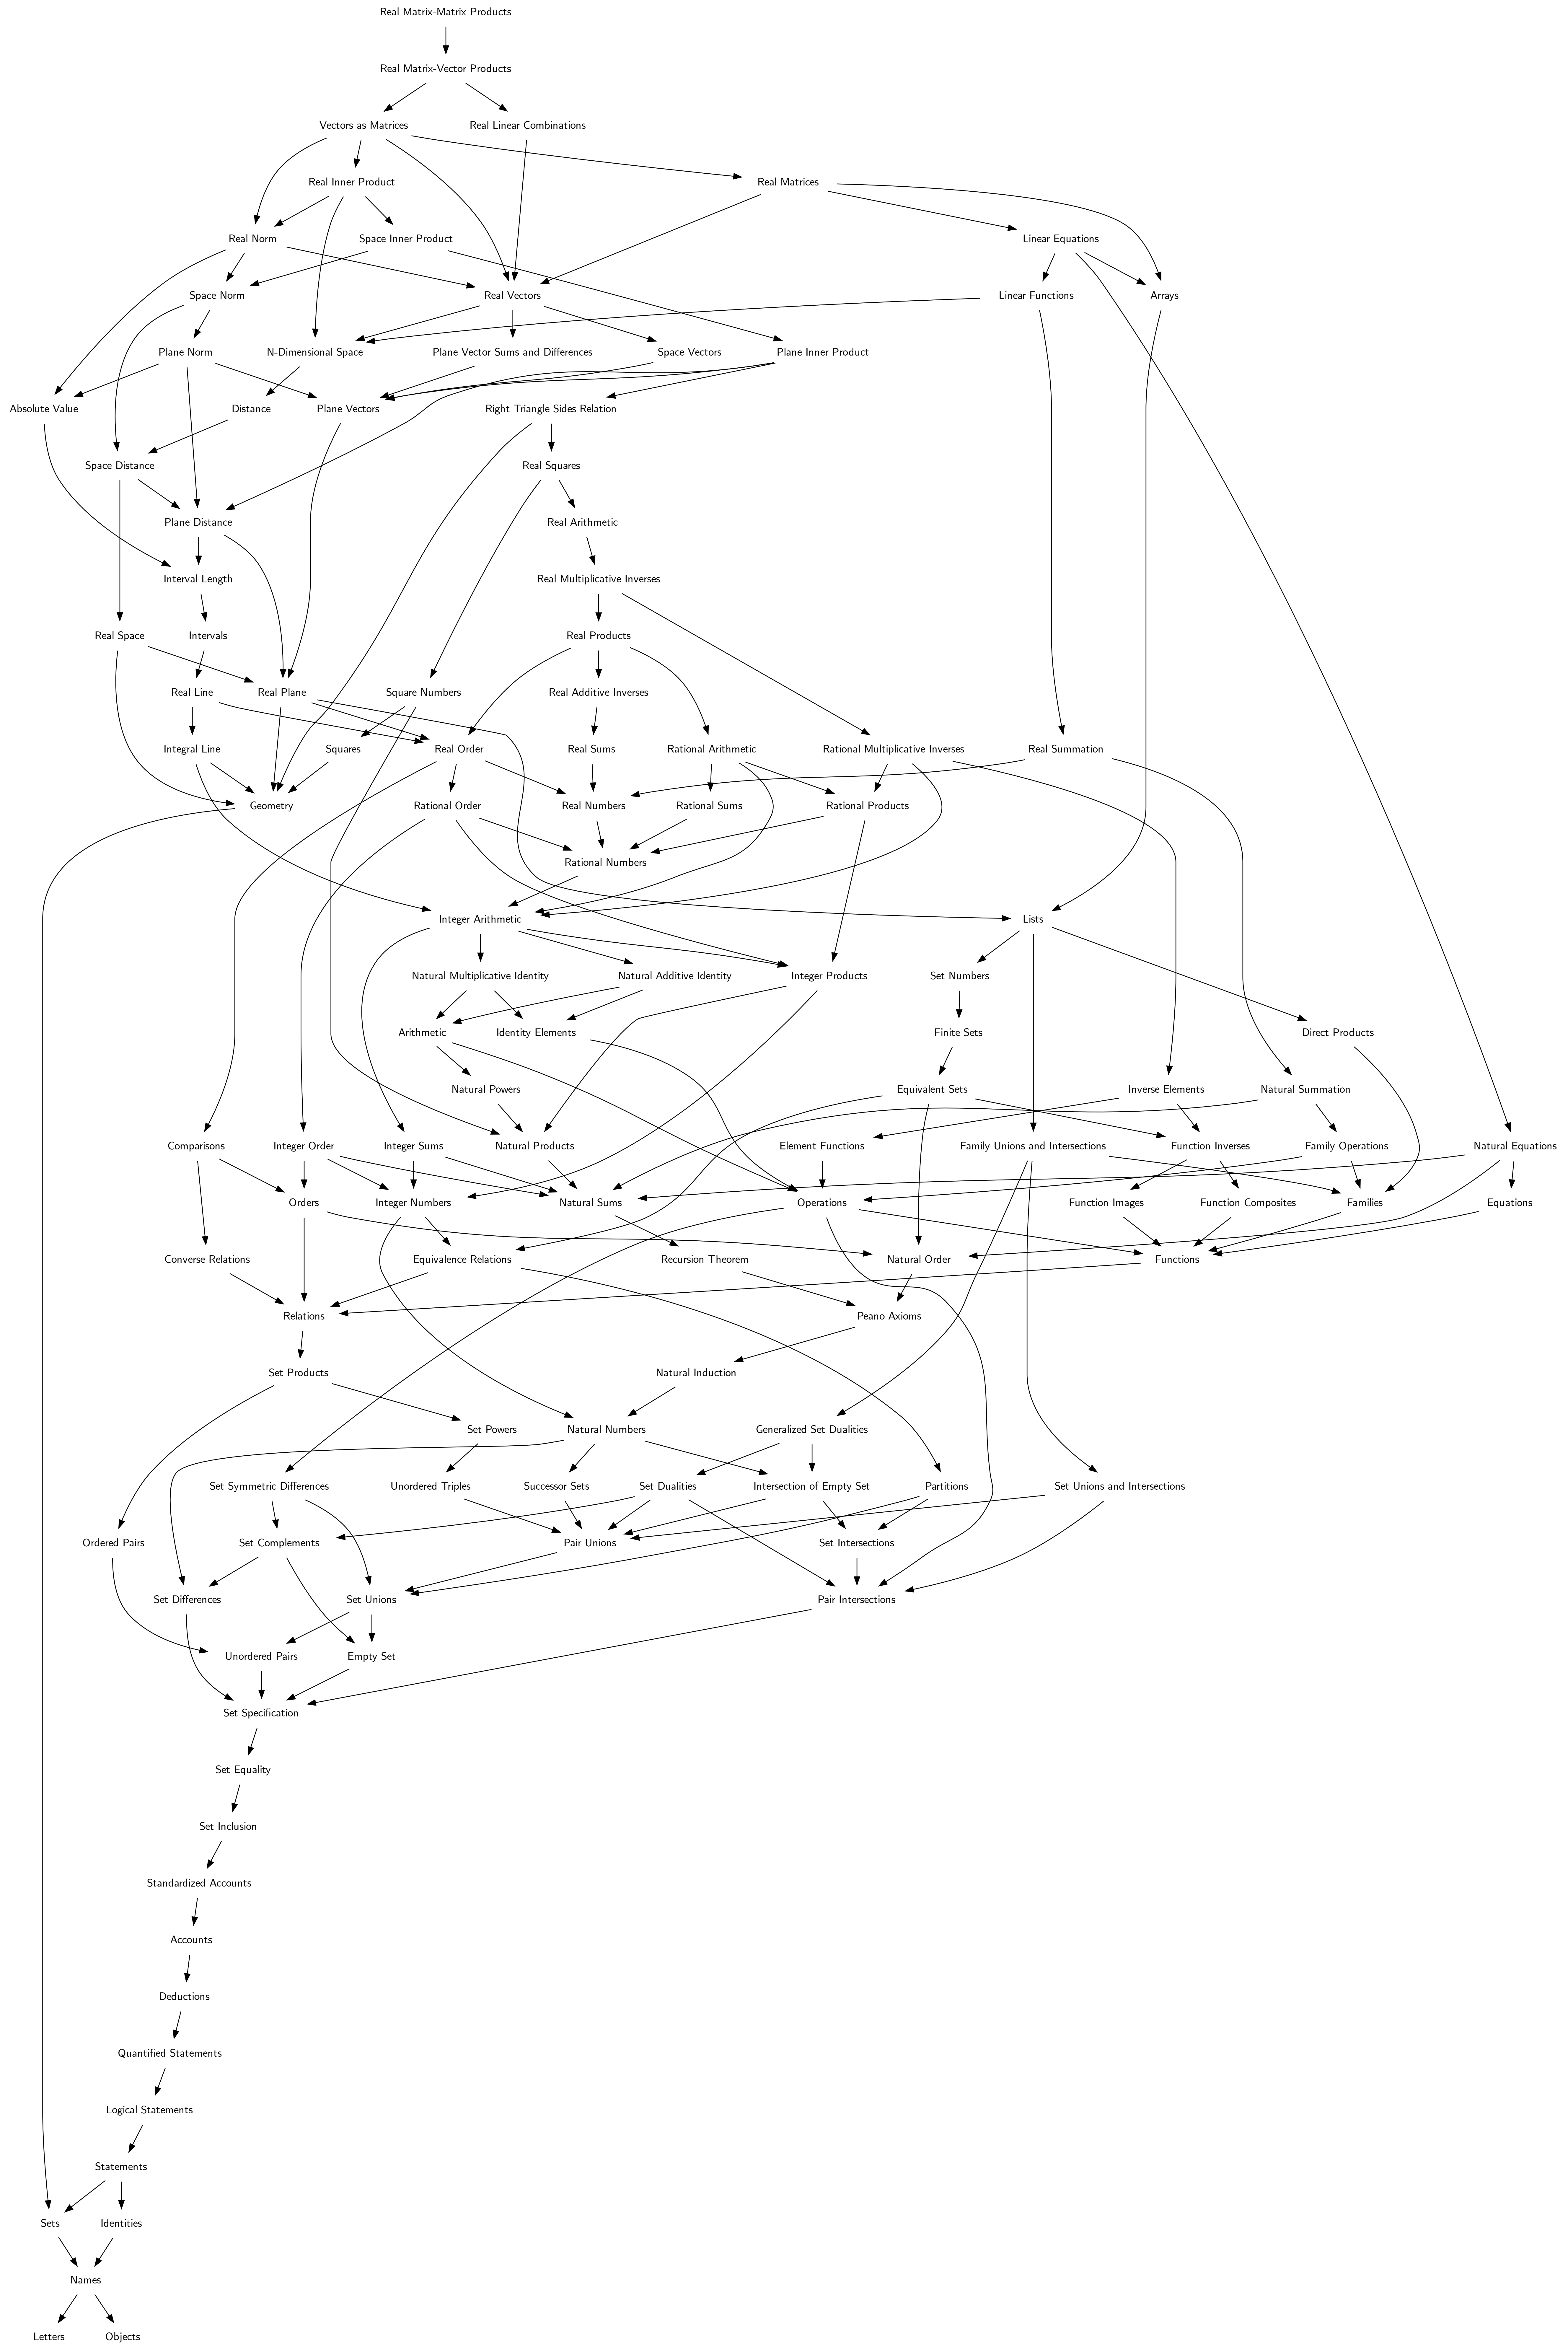 Real Matrix-Matrix Products
Real Matrix-Vector Products
Vectors as Matrices
Real Linear Combinations
Real Inner Product
Real Matrices
Real Norm
Space Inner Product
Linear Equations
Space Norm
Real Vectors
Linear Functions
Arrays
Plane Norm
N-Dimensional Space
Plane Vector Sums and Differences
Space Vectors
Plane Inner Product
Absolute Value
Distance
Plane Vectors
Right Triangle Sides Relation
Space Distance
Real Squares
Plane Distance
Real Arithmetic
Interval Length
Real Multiplicative Inverses
Real Space
Intervals
Real Products
Real Line
Real Plane
Square Numbers
Real Additive Inverses
Integral Line
Squares
Real Order
Real Sums
Rational Arithmetic
Rational Multiplicative Inverses
Real Summation
Geometry
Rational Order
Real Numbers
Rational Sums
Rational Products
Rational Numbers
Integer Arithmetic
Lists
Natural Multiplicative Identity
Natural Additive Identity
Integer Products
Set Numbers
Arithmetic
Identity Elements
Finite Sets
Direct Products
Natural Powers
Equivalent Sets
Inverse Elements
Natural Summation
Comparisons
Integer Order
Integer Sums
Natural Products
Element Functions
Family Unions and Intersections
Function Inverses
Family Operations
Natural Equations
Orders
Integer Numbers
Natural Sums
Operations
Function Images
Function Composites
Families
Equations
Converse Relations
Equivalence Relations
Recursion Theorem
Natural Order
Functions
Relations
Peano Axioms
Set Products
Natural Induction
Set Powers
Natural Numbers
Generalized Set Dualities
Set Symmetric Differences
Unordered Triples
Successor Sets
Set Dualities
Intersection of Empty Set
Partitions
Set Unions and Intersections
Ordered Pairs
Set Complements
Pair Unions
Set Intersections
Set Differences
Set Unions
Pair Intersections
Unordered Pairs
Empty Set
Set Specification
Set Equality
Set Inclusion
Standardized Accounts
Accounts
Deductions
Quantified Statements
Logical Statements
Statements
Sets
Identities
Names
Letters
Objects